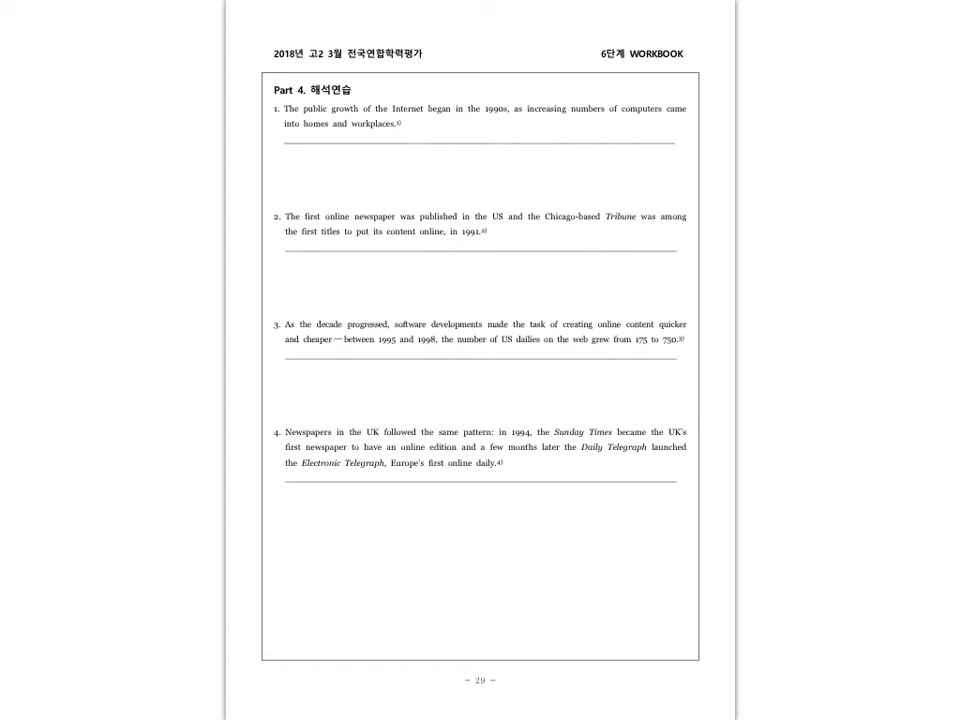 2018년 고2 3월 전국연합학력평가 6단계 WORKBOOK
Part 4. 해석연습
1. The public growth of the Internet began in the 1990s, as increasing numbers of computers came
into homes and workplaces.1)
2. The first online newspaper was published in the US and the Chicago-based Tribune was among
the first titles to put its content online, in 1991.2)
3. As the decade progressed, software developments made the task of creating online content quicker
and cheaper—between 1995 and 1998, the number of US dailies on the web grew from 175 to 750.3)
4. Newspapers in the UK followed the same pattern: in 1994, the Sunday Times became the UK's
first newspaper to have an online edition and a few months later the Daily Telegraph launched
the Electronic Telegraph, Europe's first online daily.4)
- 29 -